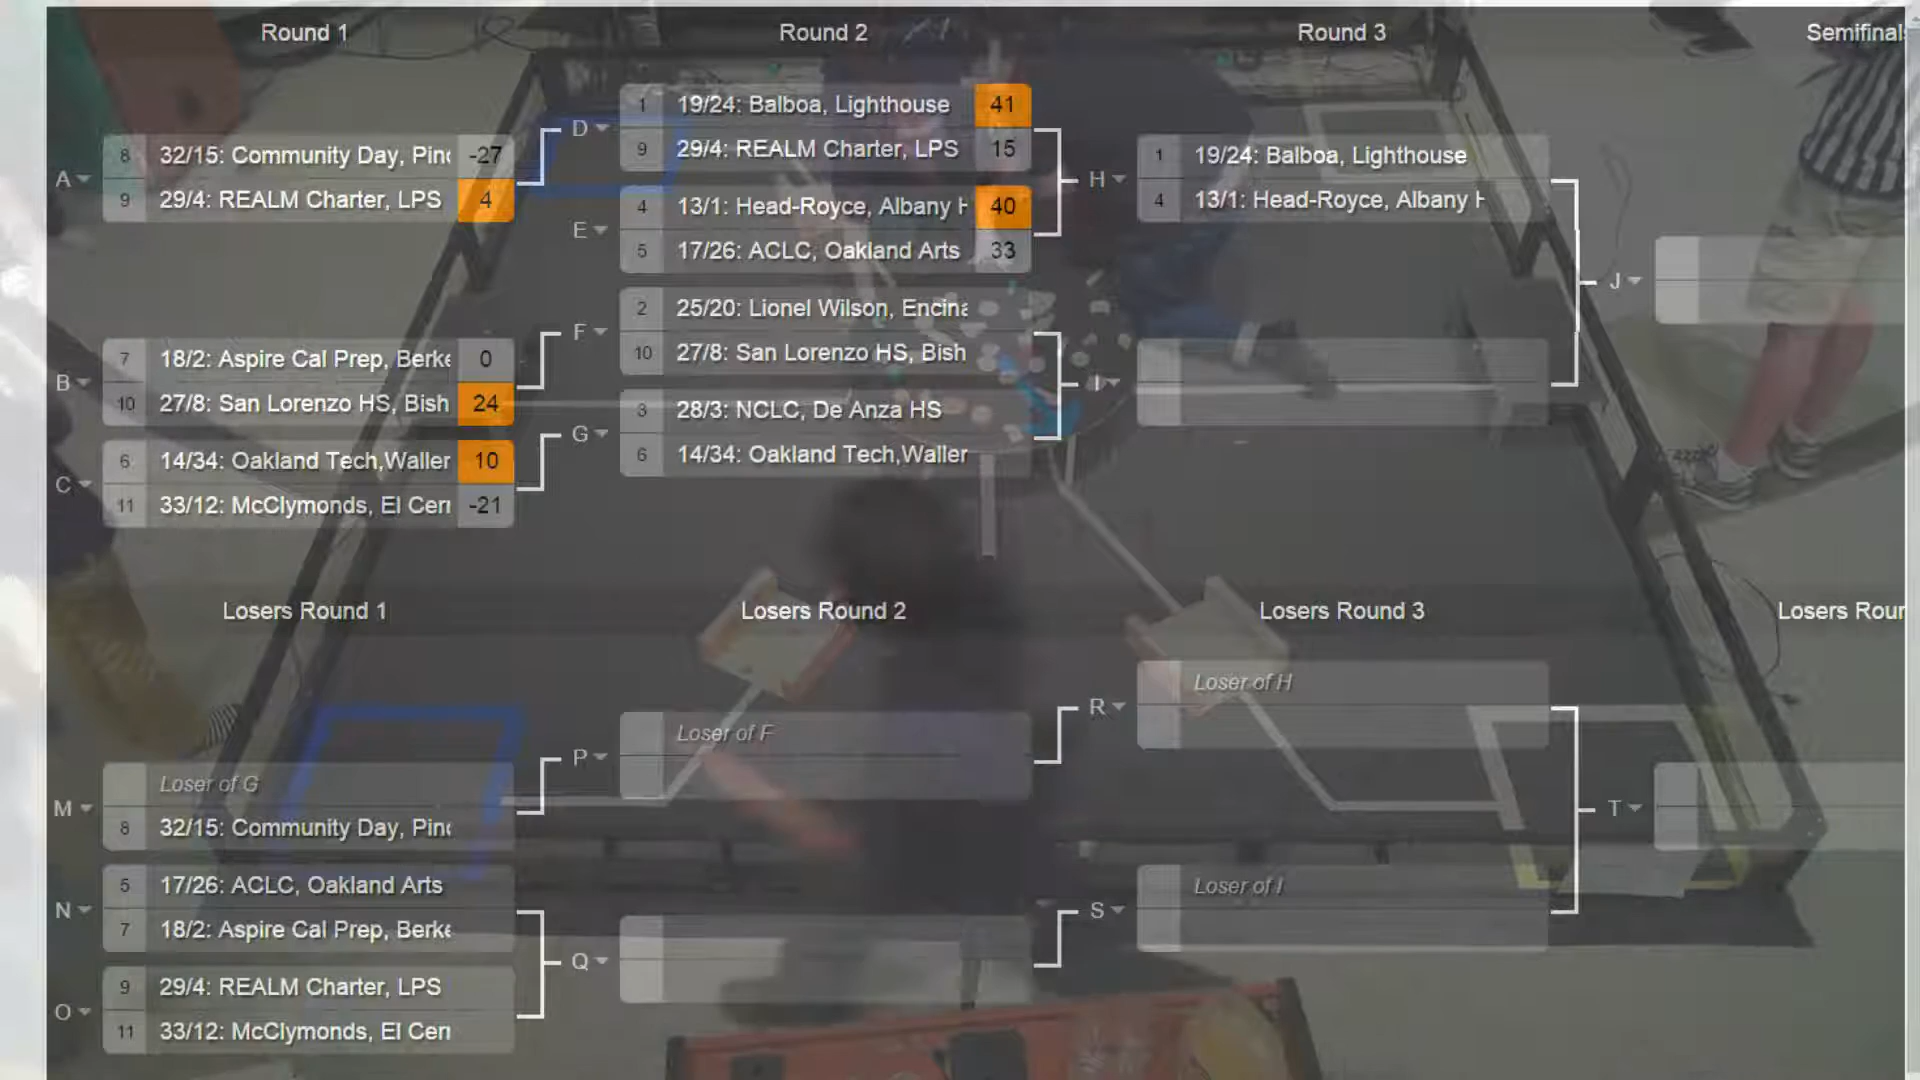 Round 1
Round 2
Round 3
Semifinal
A
8 32/15: Community Day, -27
9 29/4: REALM Charter, LPS 4
B
7 18/2: Aspire Cal Prep, Berke 0
10 27/8: San Lorenzo HS, Bish 24
C
6 14/34: Oakland Tech,Waller 10
11 33/12: McClymonds, El Cerr -21
D
1 19/24: Balboa, Lighthouse 41
9 29/4: REALM Charter, LPS 15
E
4 13/1: Head-Royce, Albany H 40
5 17/26: ACLC, Oakland Arts 33
F
2 25/20: Lionel Wilson, Encina
10 27/8: San Lorenzo HS, Bish
G
3 28/3: NCLC, De Anza HS
6 14/34: Oakland Tech,Waller
H
1 19/24: Balboa, Lighthouse
4 13/1: Head-Royce, Albany H
I
J
Losers Round 1
Losers Round 2
Losers Round 3
Losers Rour
M
Loser of G
8 32/15: Community Day,
N
5 17/26: ACLC, Oakland Arts
7 18/2: Aspire Cal Prep, Berke
O
9 29/4: REALM Charter, LPS
11 33/12: McClymonds, El Cerr
P
Loser of F
Q
R
Loser of H
S
Loser of I
T